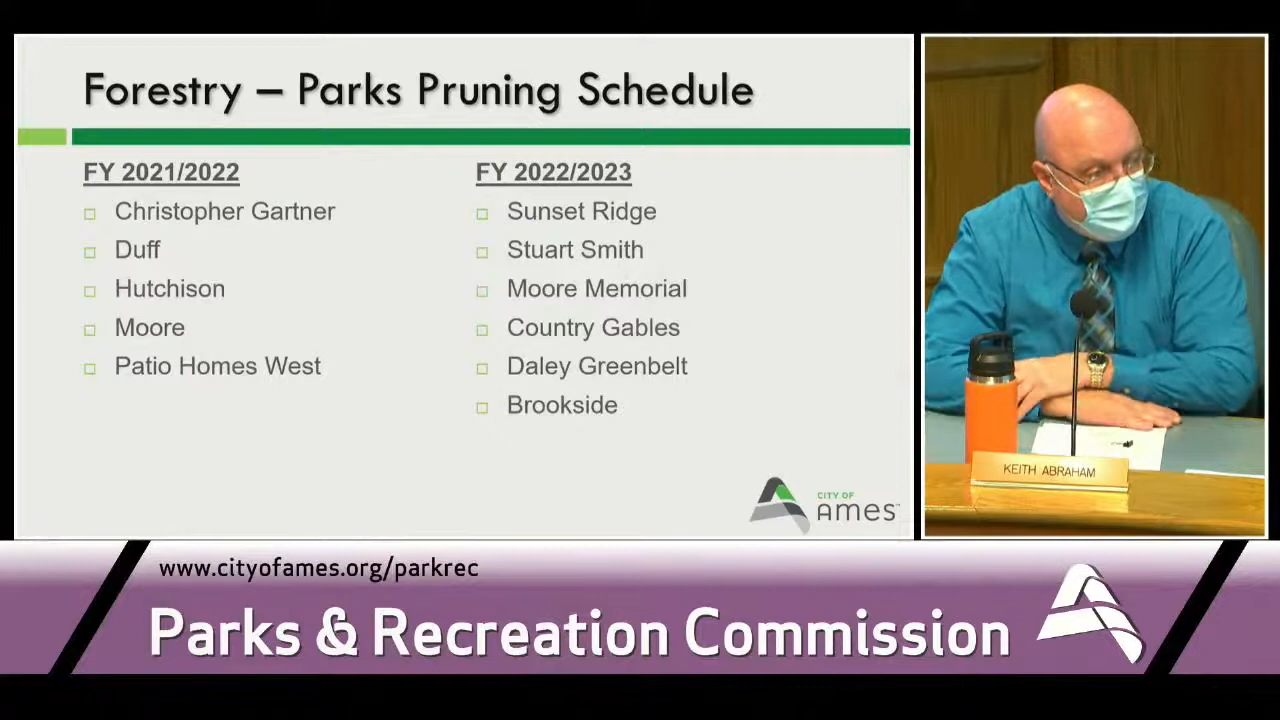 Forestry – Parks Pruning Schedule
FY 2021/2022
Christopher Gartner
Duff
Hutchison
Moore
Patio Homes West
FY 2022/2023
Sunset Ridge
Stuart Smith
Moore Memorial
Country Gables
Daley Greenbelt
Brookside
CITY OF
Ames™
KEITH ABRAHAM
www.cityofames.org/parkrec
Parks & Recreation Commission